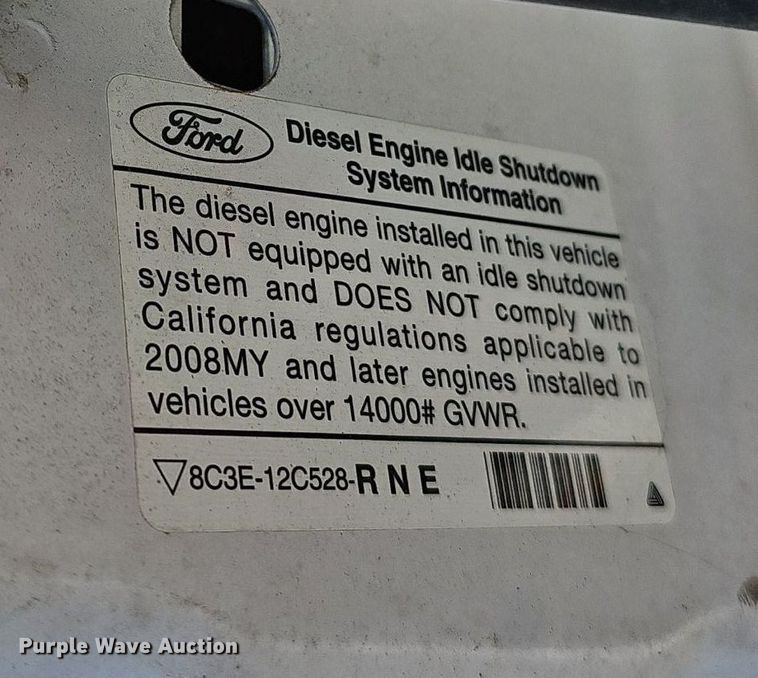 Ford
Diesel Engine Idle Shutdown
System Information
The diesel engine installed in this vehicle
is NOT equipped with an idle shutdown
system and DOES NOT comply with
California regulations applicable to
2008MY and later engines installed in
vehicles over 14000# GVWR.
8C3E-12C528-R N E
Purple Wave Auction